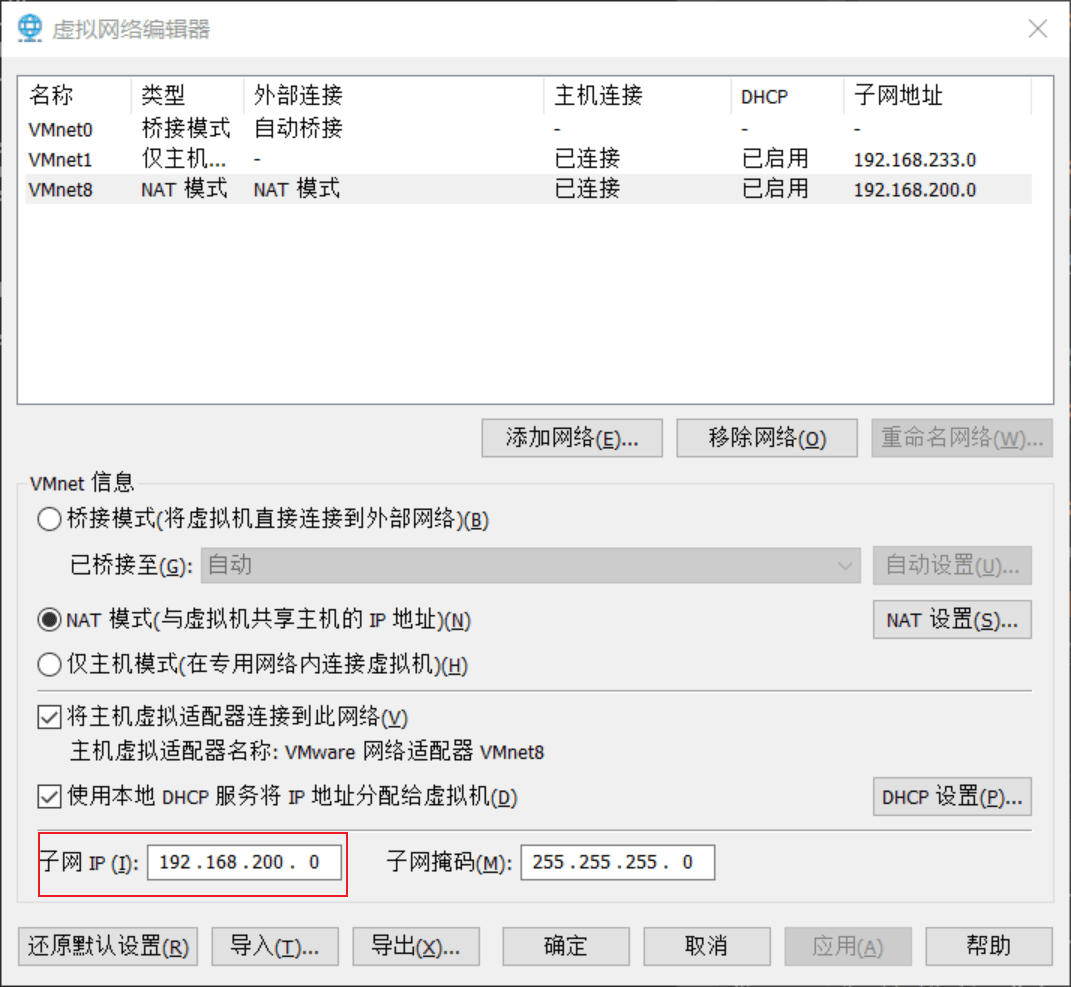 虚拟网络编辑器
名称 类型 外部连接 主机连接 DHCP 子网地址
VMnet0 桥接模式 自动桥接 - - -
VMnet1 仅主机... - 已连接 已启用 192.168.233.0
VMnet8 NAT 模式 NAT 模式 已连接 已启用 192.168.200.0
添加网络(E)... 移除网络(O) 重命名网络(W)...
VMnet 信息
桥接模式(将虚拟机直接连接到外部网络)(B)
已桥接至(G): 自动 自动设置(U)...
NAT 模式(与虚拟机共享主机的 IP 地址)(N) NAT 设置(S)...
仅主机模式(在专用网络内连接虚拟机)(H)
将主机虚拟适配器连接到此网络(V)
主机虚拟适配器名称: VMware 网络适配器 VMnet8
使用本地 DHCP 服务将 IP 地址分配给虚拟机(D) DHCP 设置(P)...
子网 IP (I): 192 . 168 . 200 . 0 子网掩码(M): 255 . 255 . 255 . 0
还原默认设置(R) 导入(T)... 导出(X)... 确定 取消 应用(A) 帮助